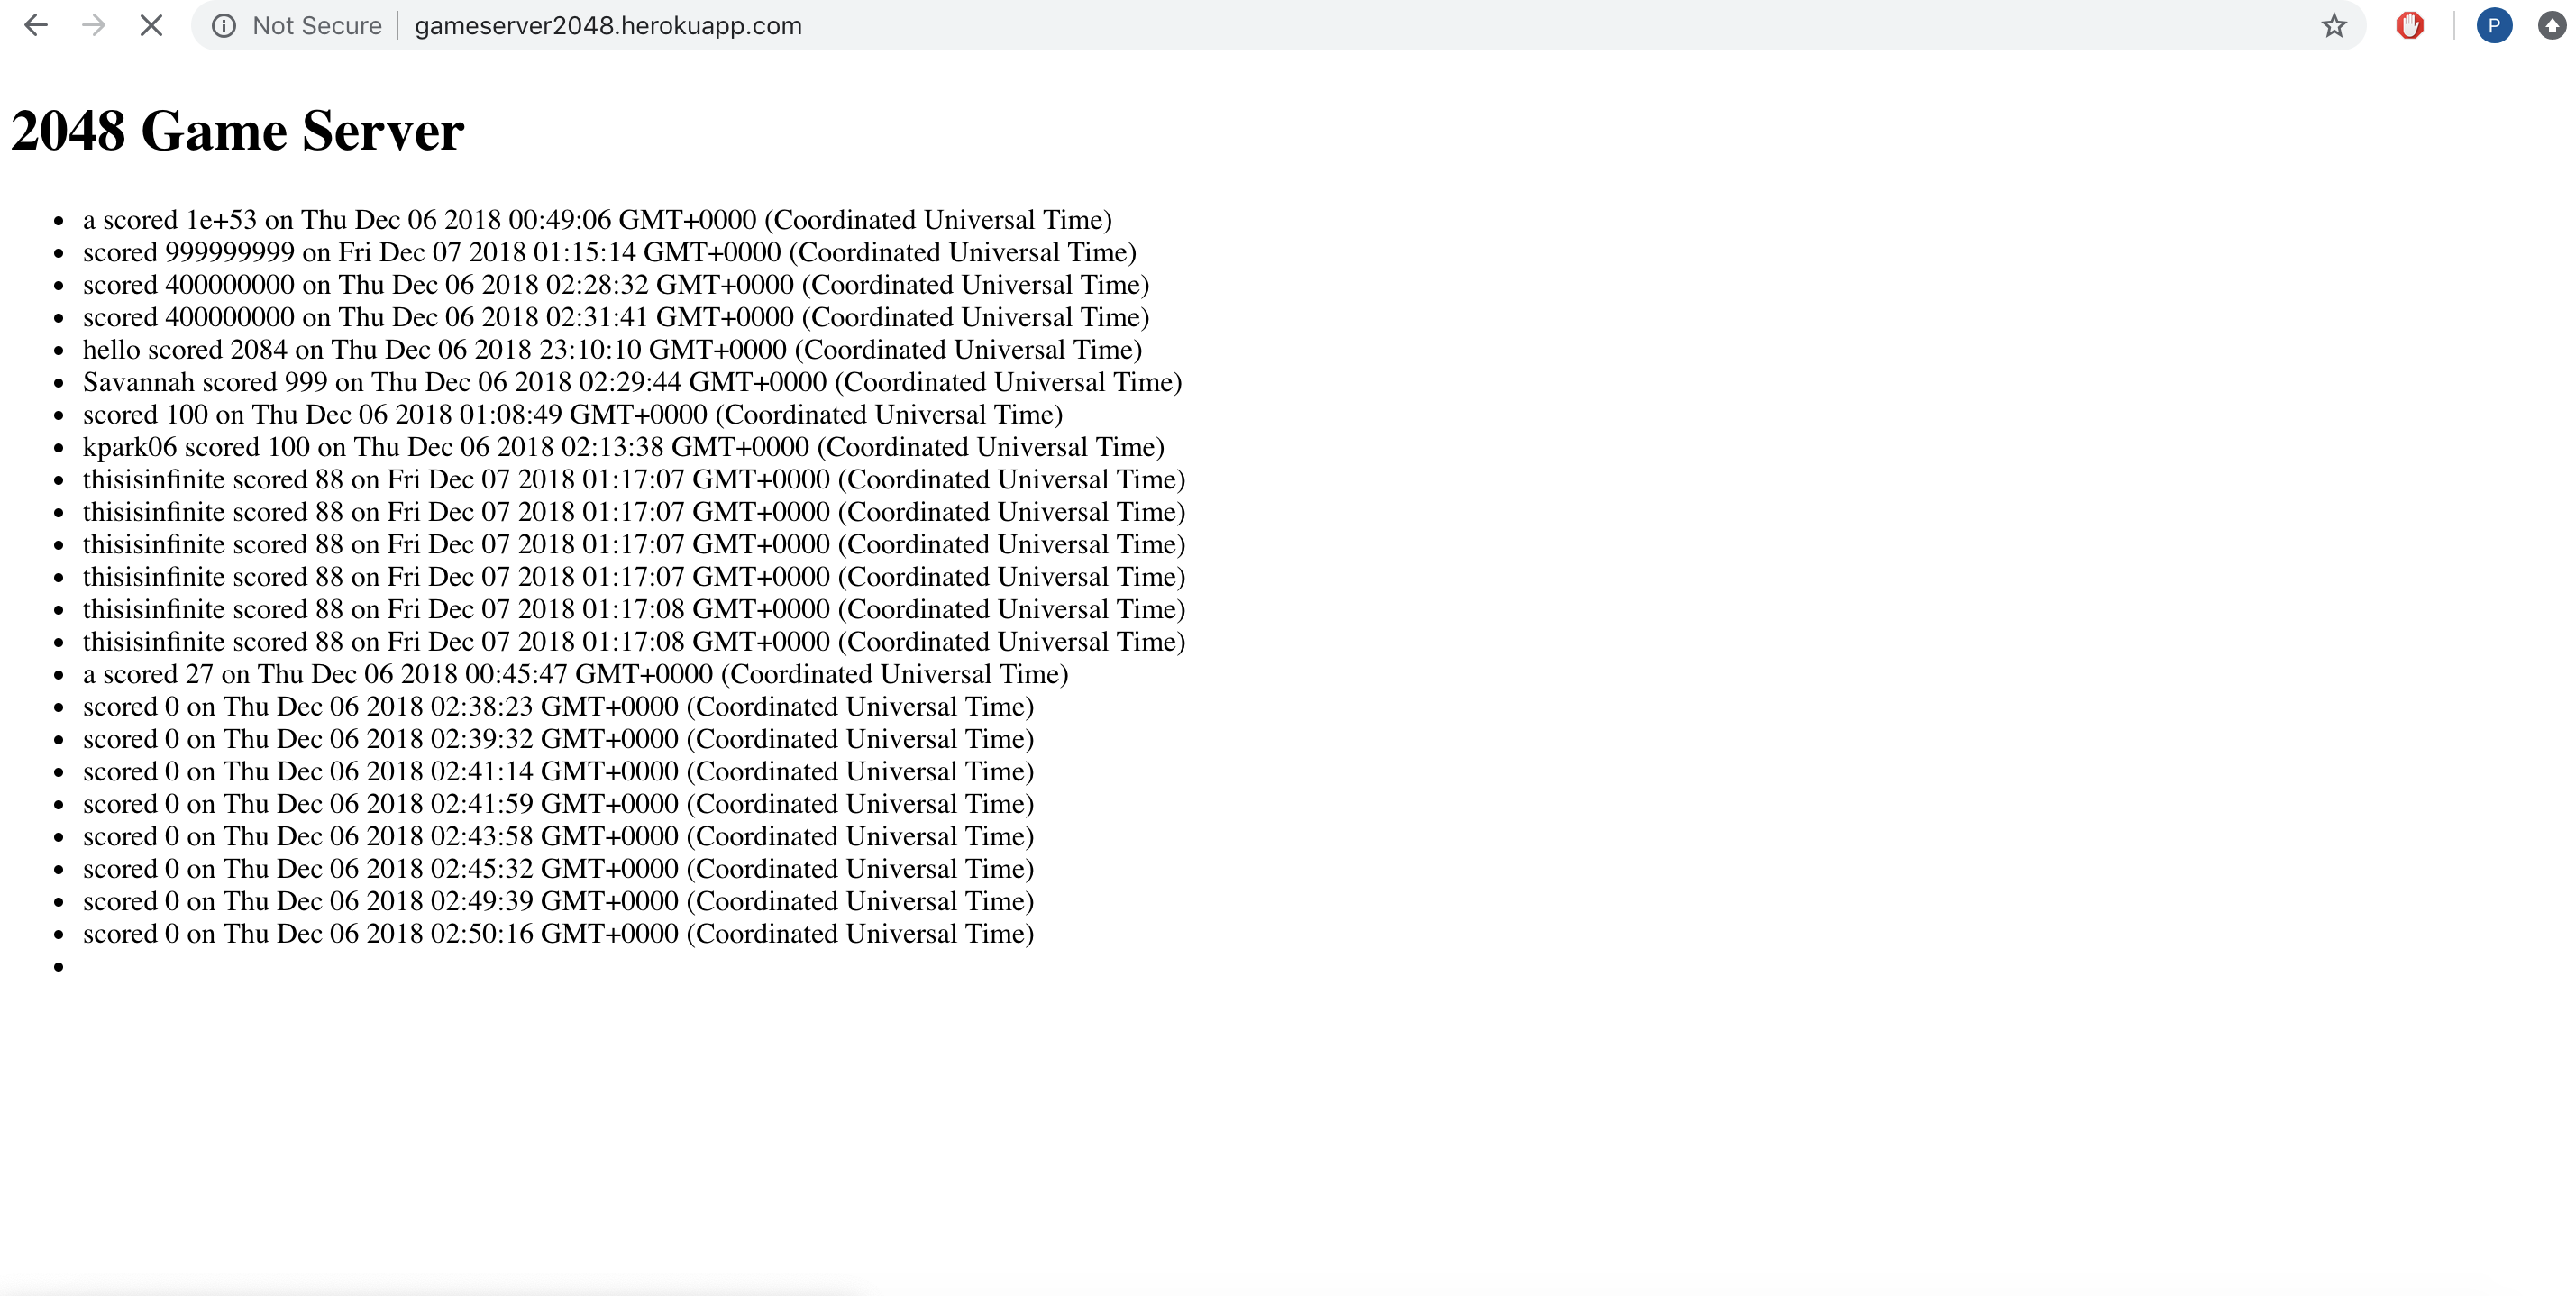 Not Secure | gameserver2048.herokuapp.com
P
2048 Game Server
a scored 1e+53 on Thu Dec 06 2018 00:49:06 GMT+0000 (Coordinated Universal Time)
scored 999999999 on Fri Dec 07 2018 01:15:14 GMT+0000 (Coordinated Universal Time)
scored 400000000 on Thu Dec 06 2018 02:28:32 GMT+0000 (Coordinated Universal Time)
scored 400000000 on Thu Dec 06 2018 02:31:41 GMT+0000 (Coordinated Universal Time)
hello scored 2084 on Thu Dec 06 2018 23:10:10 GMT+0000 (Coordinated Universal Time)
Savannah scored 999 on Thu Dec 06 2018 02:29:44 GMT+0000 (Coordinated Universal Time)
scored 100 on Thu Dec 06 2018 01:08:49 GMT+0000 (Coordinated Universal Time)
kpark06 scored 100 on Thu Dec 06 2018 02:13:38 GMT+0000 (Coordinated Universal Time)
thisisinfinite scored 88 on Fri Dec 07 2018 01:17:07 GMT+0000 (Coordinated Universal Time)
thisisinfinite scored 88 on Fri Dec 07 2018 01:17:07 GMT+0000 (Coordinated Universal Time)
thisisinfinite scored 88 on Fri Dec 07 2018 01:17:07 GMT+0000 (Coordinated Universal Time)
thisisinfinite scored 88 on Fri Dec 07 2018 01:17:07 GMT+0000 (Coordinated Universal Time)
thisisinfinite scored 88 on Fri Dec 07 2018 01:17:08 GMT+0000 (Coordinated Universal Time)
thisisinfinite scored 88 on Fri Dec 07 2018 01:17:08 GMT+0000 (Coordinated Universal Time)
a scored 27 on Thu Dec 06 2018 00:45:47 GMT+0000 (Coordinated Universal Time)
scored 0 on Thu Dec 06 2018 02:38:23 GMT+0000 (Coordinated Universal Time)
scored 0 on Thu Dec 06 2018 02:39:32 GMT+0000 (Coordinated Universal Time)
scored 0 on Thu Dec 06 2018 02:41:14 GMT+0000 (Coordinated Universal Time)
scored 0 on Thu Dec 06 2018 02:41:59 GMT+0000 (Coordinated Universal Time)
scored 0 on Thu Dec 06 2018 02:43:58 GMT+0000 (Coordinated Universal Time)
scored 0 on Thu Dec 06 2018 02:45:32 GMT+0000 (Coordinated Universal Time)
scored 0 on Thu Dec 06 2018 02:49:39 GMT+0000 (Coordinated Universal Time)
scored 0 on Thu Dec 06 2018 02:50:16 GMT+0000 (Coordinated Universal Time)